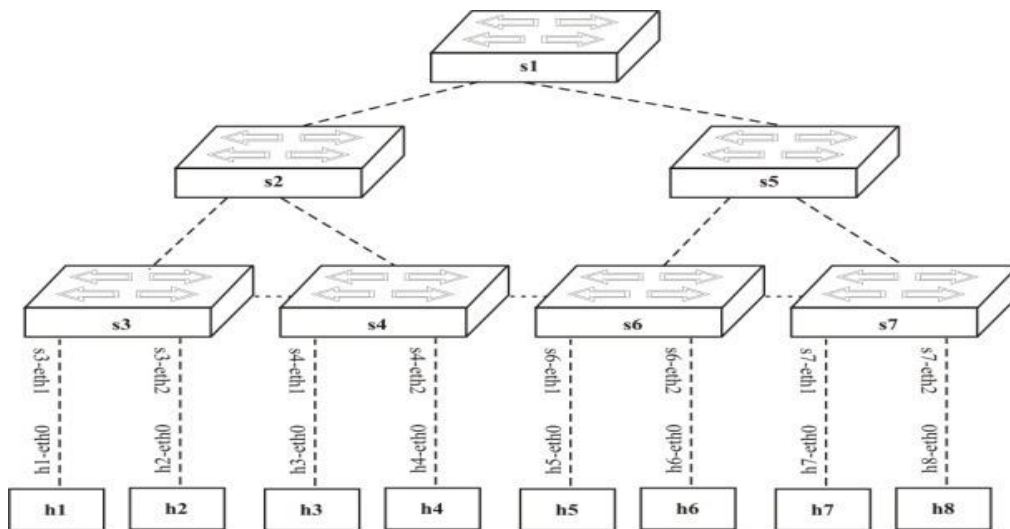 s1
s2
s5
s3
s4
s6
s7
s3-eth1
s3-eth2
s4-eth1
s4-eth2
s6-eth1
s6-eth2
s7-eth1
s7-eth2
h1-eth0
h2-eth0
h3-eth0
h4-eth0
h5-eth0
h6-eth0
h7-eth0
h8-eth0
h1
h2
h3
h4
h5
h6
h7
h8